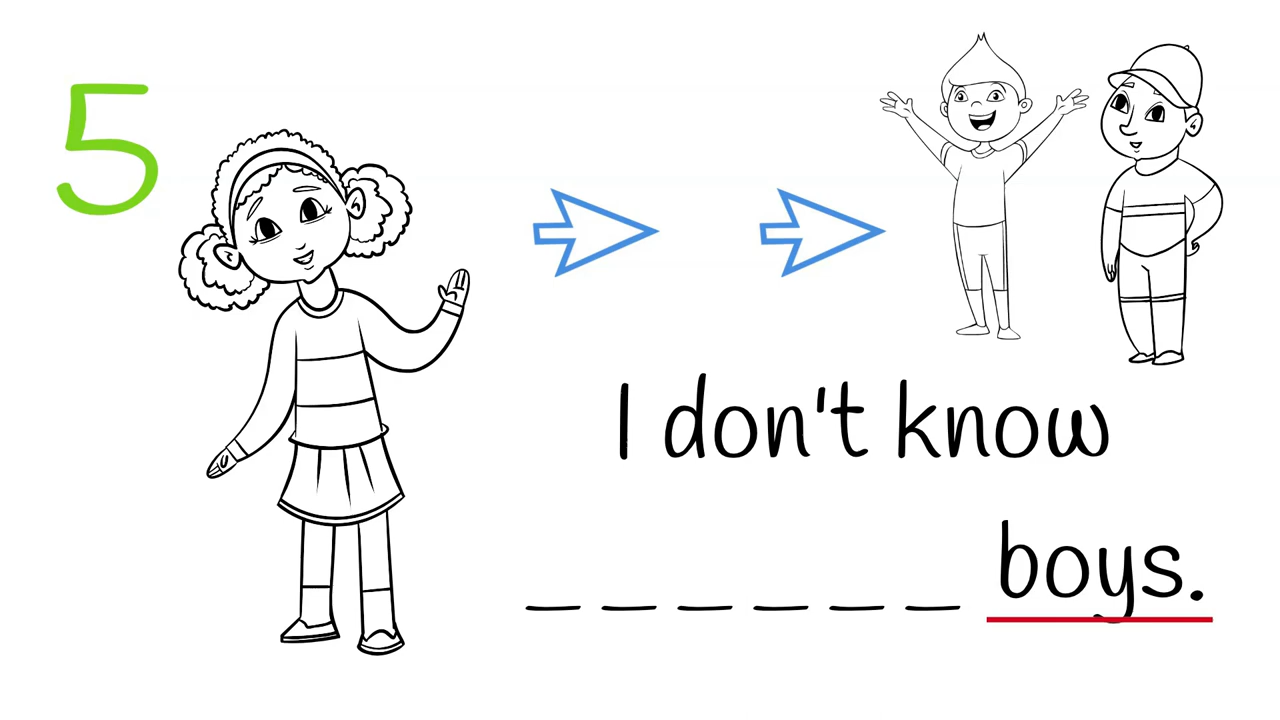 5
I don't know
_ _ _ _ _ _ boys.